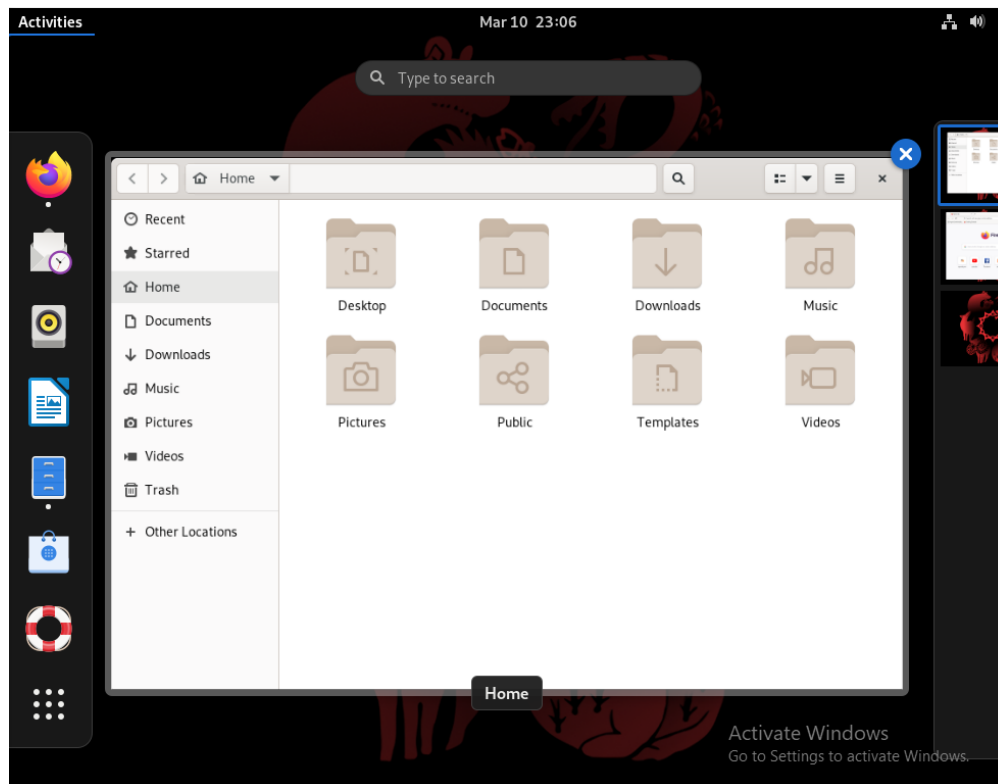 Activities
Mar 10 23:06
Type to search
Home
Recent
Starred
Home
Documents
Downloads
Music
Pictures
Videos
Trash
Other Locations
Desktop
Documents
Downloads
Music
Pictures
Public
Templates
Videos
Home
Activate Windows
Go to Settings to activate Windows.